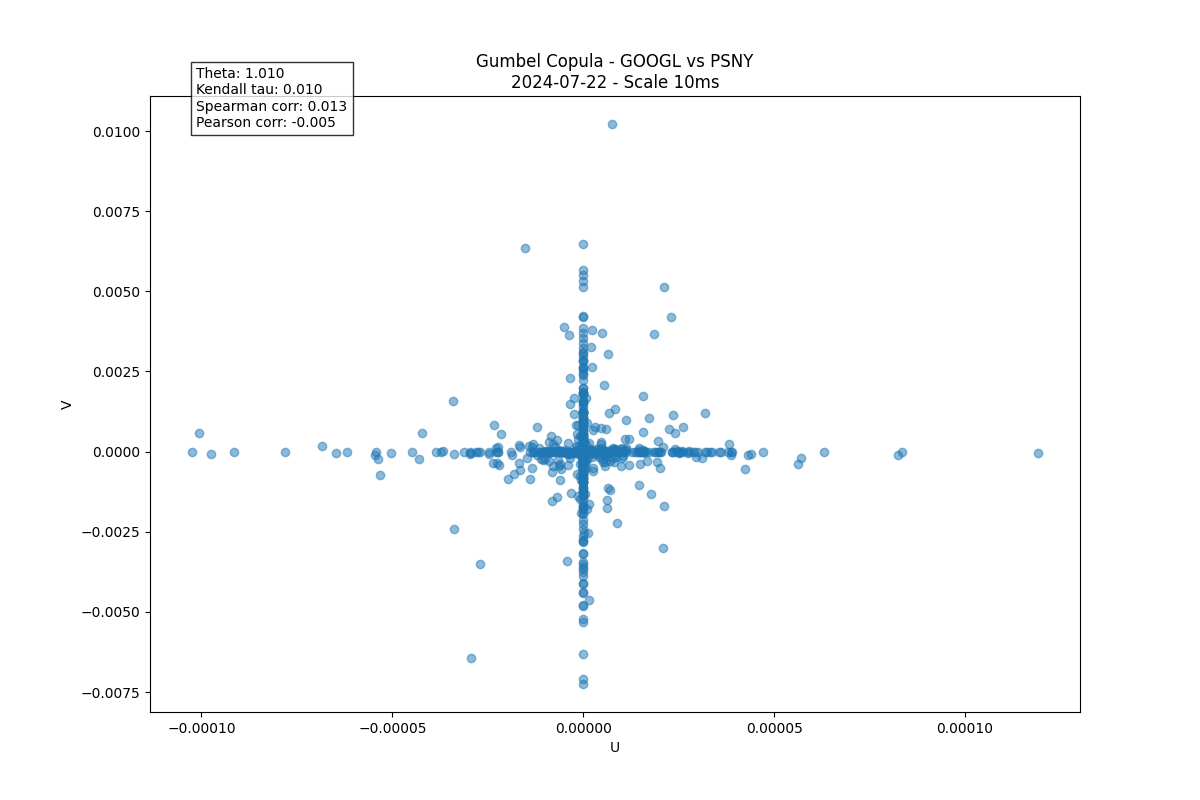 Gumbel Copula - GOOGL vs PSNY
2024-07-22 - Scale 10ms
Theta: 1.010
Kendall tau: 0.010
Spearman corr: 0.013
Pearson corr: -0.005
0.0100
0.0075
0.0050
0.0025
0.0000
−0.0025
−0.0050
−0.0075
V
−0.00010 −0.00005 0.00000 0.00005 0.00010
U